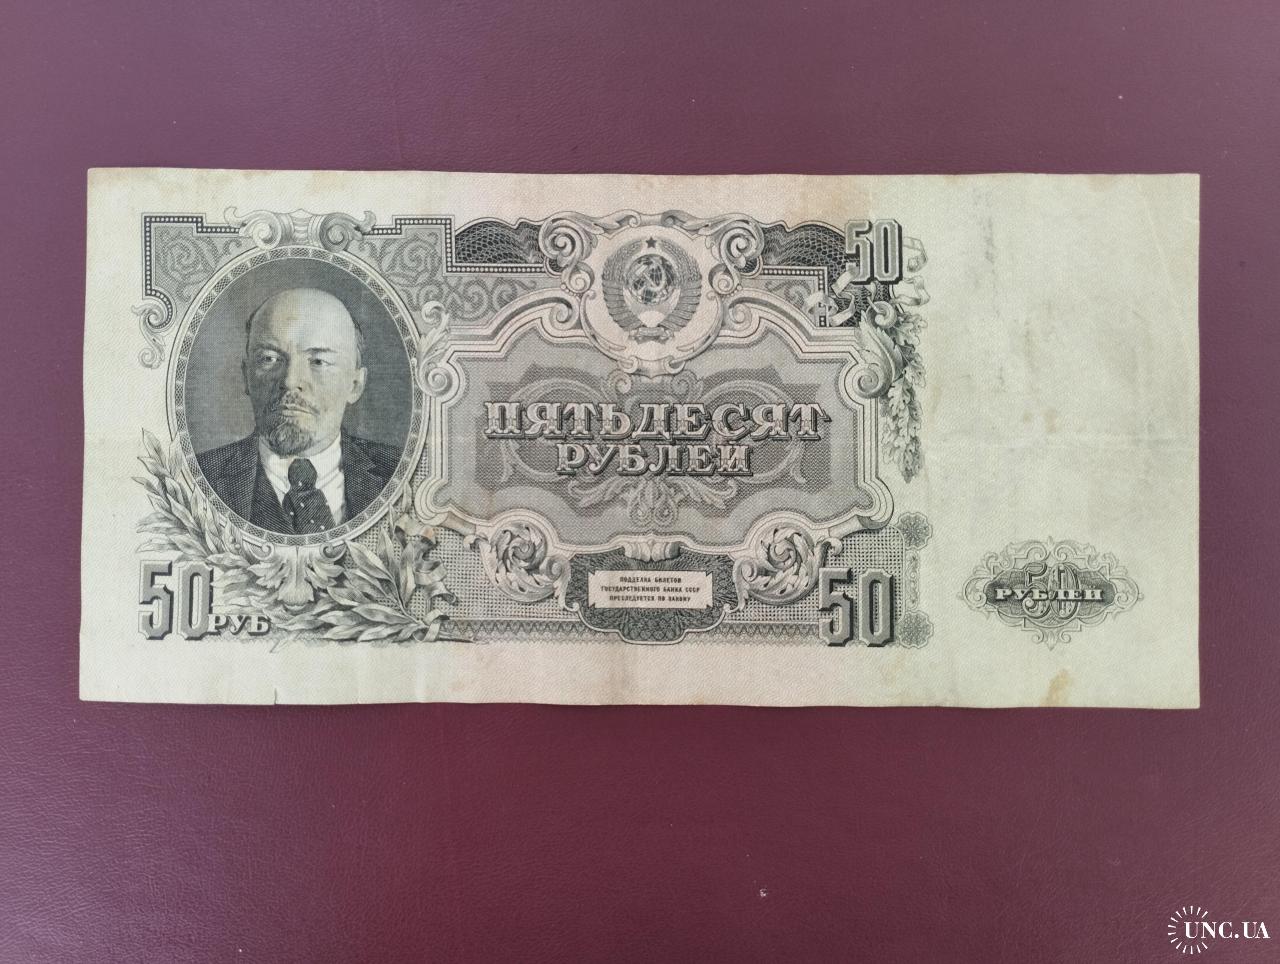 50
ПЯТЬДЕСЯТ
РУБЛЕЙ
50 РУБ
ПОДДЕЛКА БИЛЕТОВ
ГОСУДАРСТВЕННОГО БАНКА СССР
ПРЕСЛЕДУЕТСЯ ПО ЗАКОНУ
50
50
РУБЛЕЙ
UNC.UA